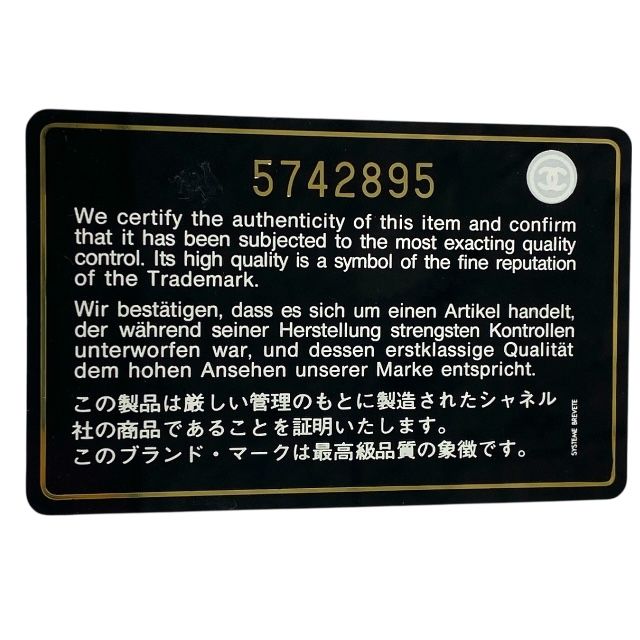 5742895
We certify the authenticity of this item and confirm
that it has been subjected to the most exacting quality
control. Its high quality is a symbol of the fine reputation
of the Trademark.
Wir bestätigen, dass es sich um einen Artikel handelt,
der während seiner Herstellung strengsten Kontrollen
unterworfen war, und dessen erstklassige Qualität
dem hohen Ansehen unserer Marke entspricht.
この製品は厳しい管理のもとに製造されたシャネル
社の商品であることを証明いたします。
このブランド・マークは最高級品質の象徴です。
SYSTEME BREVETE